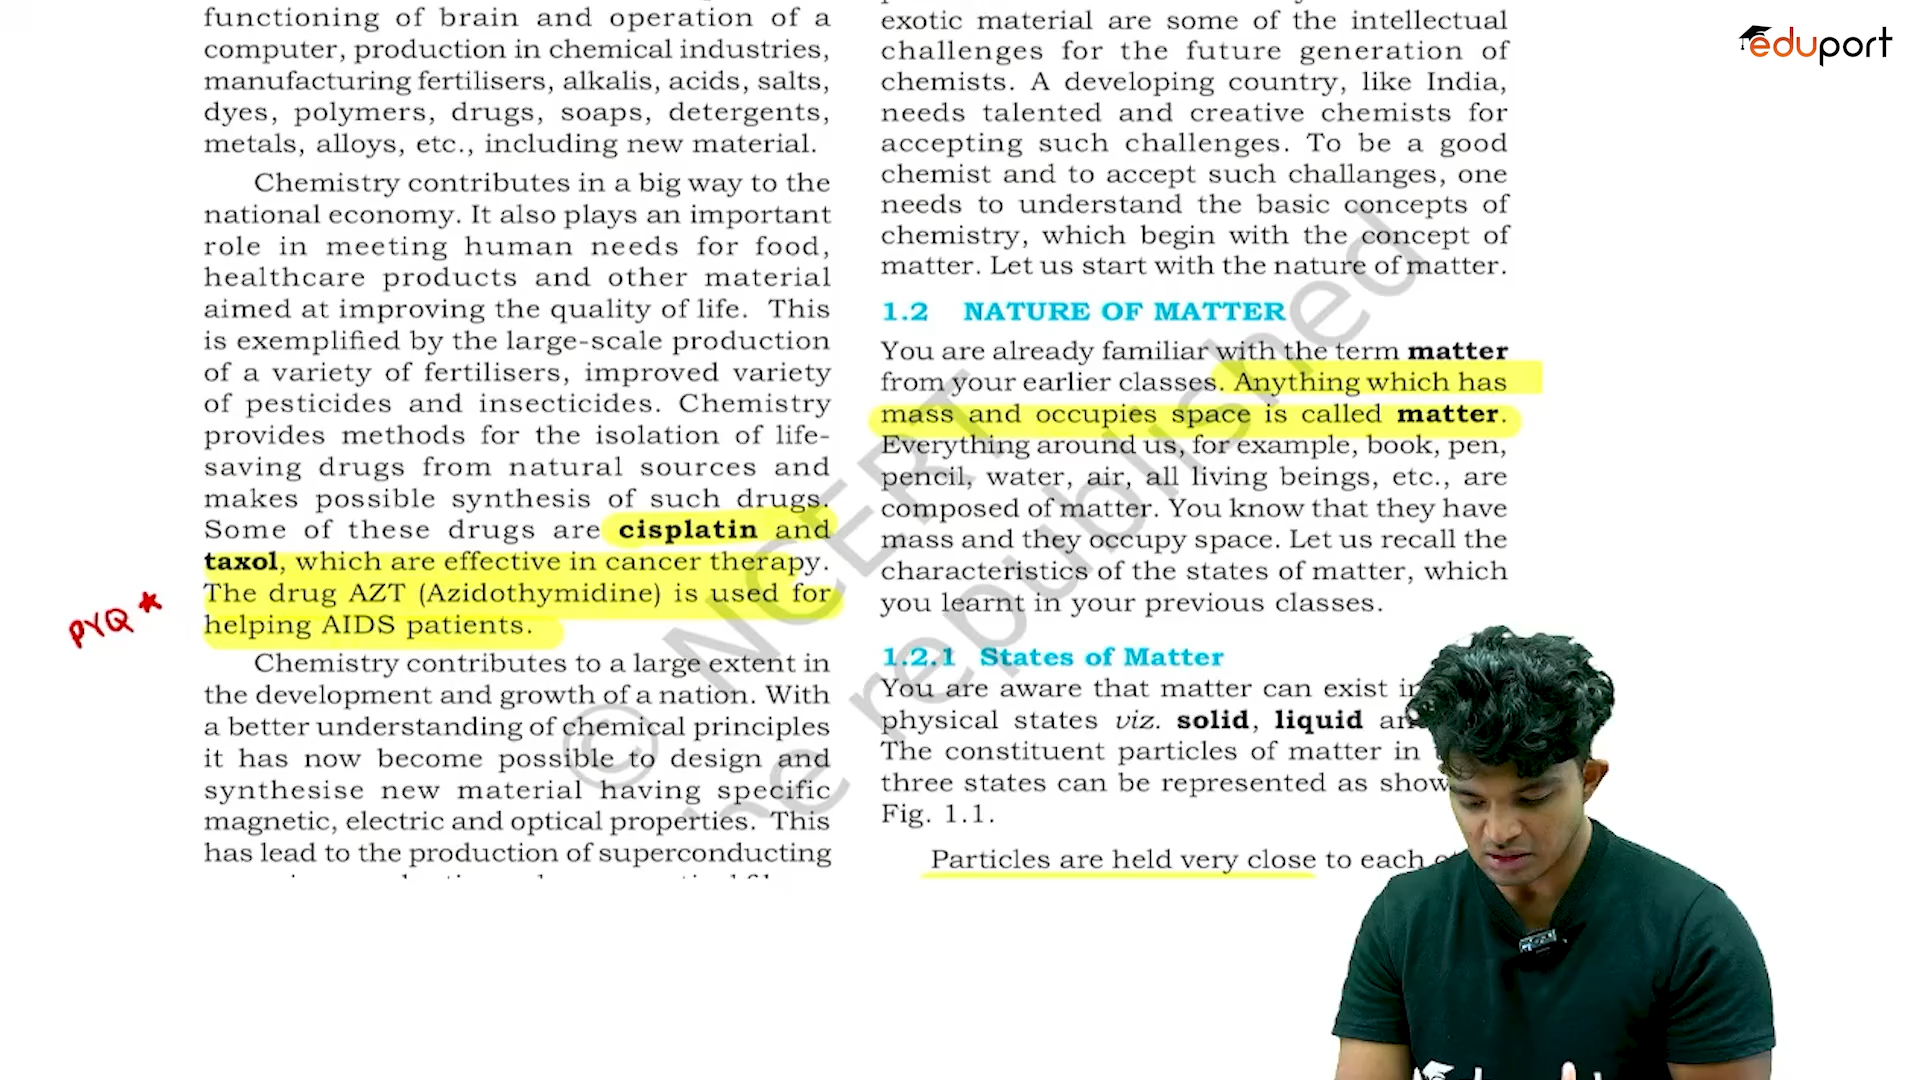 functioning of brain and operation of a
computer, production in chemical industries,
manufacturing fertilisers, alkalis, acids, salts,
dyes, polymers, drugs, soaps, detergents,
metals, alloys, etc., including new material.
Chemistry contributes in a big way to the
national economy. It also plays an important
role in meeting human needs for food,
healthcare products and other material
aimed at improving the quality of life. This
is exemplified by the large-scale production
of a variety of fertilisers, improved variety
of pesticides and insecticides. Chemistry
provides methods for the isolation of life-
saving drugs from natural sources and
makes possible synthesis of such drugs.
Some of these drugs are cisplatin and
taxol, which are effective in cancer therapy.
The drug AZT (Azidothymidine) is used for
helping AIDS patients.
PYQ
Chemistry contributes to a large extent in
the development and growth of a nation. With
a better understanding of chemical principles
it has now become possible to design and
synthesise new material having specific
magnetic, electric and optical properties. This
has lead to the production of superconducting
exotic material are some of the intellectual
challenges for the future generation of
chemists. A developing country, like India,
needs talented and creative chemists for
accepting such challenges. To be a good
chemist and to accept such challanges, one
needs to understand the basic concepts of
chemistry, which begin with the concept of
matter. Let us start with the nature of matter.
1.2 NATURE OF MATTER
You are already familiar with the term matter
from your earlier classes. Anything which has
mass and occupies space is called matter.
Everything around us, for example, book, pen,
pencil, water, air, all living beings, etc., are
composed of matter. You know that they have
mass and they occupy space. Let us recall the
characteristics of the states of matter, which
you learnt in your previous classes.
1.2.1 States of Matter
You are aware that matter can exist
physical states viz. solid, liquid
The constituent particles of matter in
three states can be represented as
Fig. 1.1.
Particles are held very close to each
© NCERT
republished
eduport